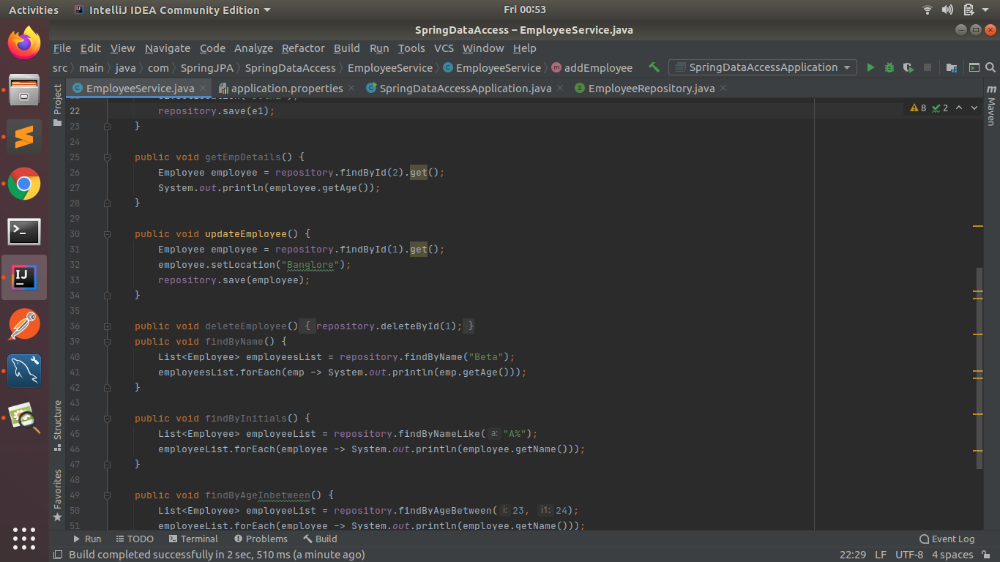 Activities IntelliJ IDEA Community Edition Fri 00:53
SpringDataAccess – EmployeeService.java
File Edit View Navigate Code Analyze Refactor Build Run Tools VCS Window Help
src main java com SpringJPA SpringDataAccess EmployeeService EmployeeService addEmployee SpringDataAccessApplication
Project EmployeeService.java application.properties SpringDataAccessApplication.java EmployeeRepository.java Maven
22 repository.save(e1); 8 2
23 }
24
25 public void getEmpDetails() {
26 Employee employee = repository.findById(2).get();
27 System.out.println(employee.getAge());
28 }
29
30 public void updateEmployee() {
31 Employee employee = repository.findById(1).get();
32 employee.setLocation("Banglore");
33 repository.save(employee);
34 }
35
36 public void deleteEmployee() { repository.deleteById(1); }
39 public void findByName() {
40 List<Employee> employeesList = repository.findByName("Beta");
41 employeesList.forEach(emp -> System.out.println(emp.getAge()));
42 }
43
44 public void findByInitials() {
45 List<Employee> employeeList = repository.findByNameLike( a: "A%");
46 employeeList.forEach(employee -> System.out.println(employee.getName()));
47 }
48
49 public void findByAgeInbetween() {
50 List<Employee> employeeList = repository.findByAgeBetween( i: 23, i1: 24);
51 employeeList.forEach(employee -> System.out.println(employee.getName()));
Structure
Favorites
Run TODO Terminal Problems Build Event Log
Build completed successfully in 2 sec, 510 ms (a minute ago) 22:29 LF UTF-8 4 spaces